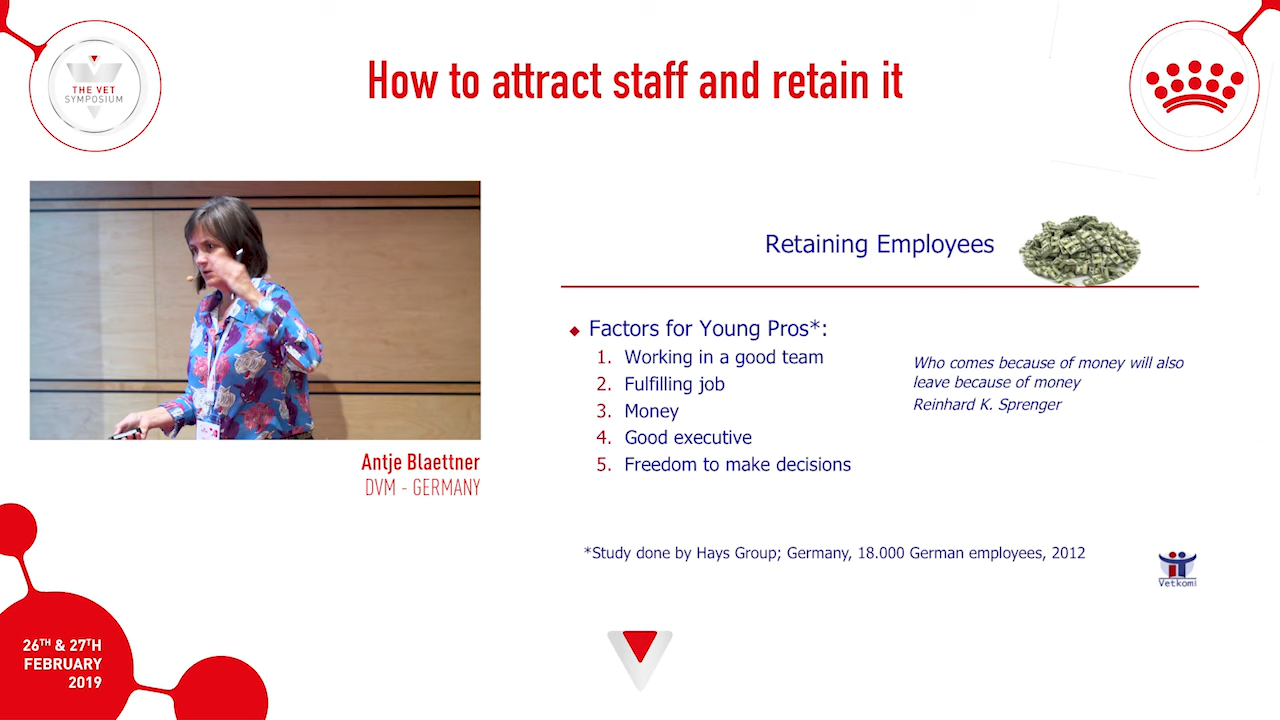 THE VET
SYMPOSIUM
How to attract staff and retain it
Antje Blaettner
DVM - GERMANY
Retaining Employees
Factors for Young Pros*:
1. Working in a good team
2. Fulfilling job
3. Money
4. Good executive
5. Freedom to make decisions
Who comes because of money will also
leave because of money
Reinhard K. Sprenger
*Study done by Hays Group; Germany, 18.000 German employees, 2012
Vetkomi
26TH & 27TH
FEBRUARY
2019